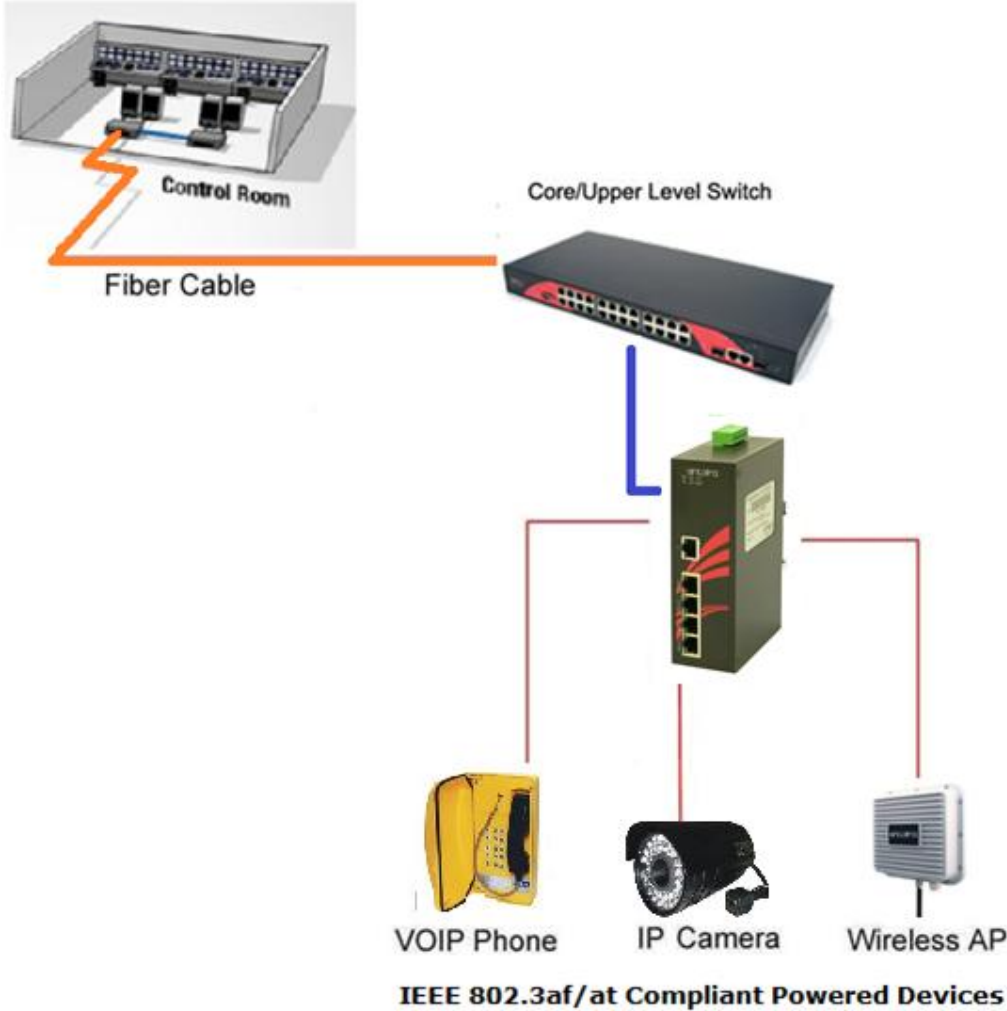 Control Room
Core/Upper Level Switch
Fiber Cable
VOIP Phone
IP Camera
Wireless AP
IEEE 802.3af/at Compliant Powered Devices